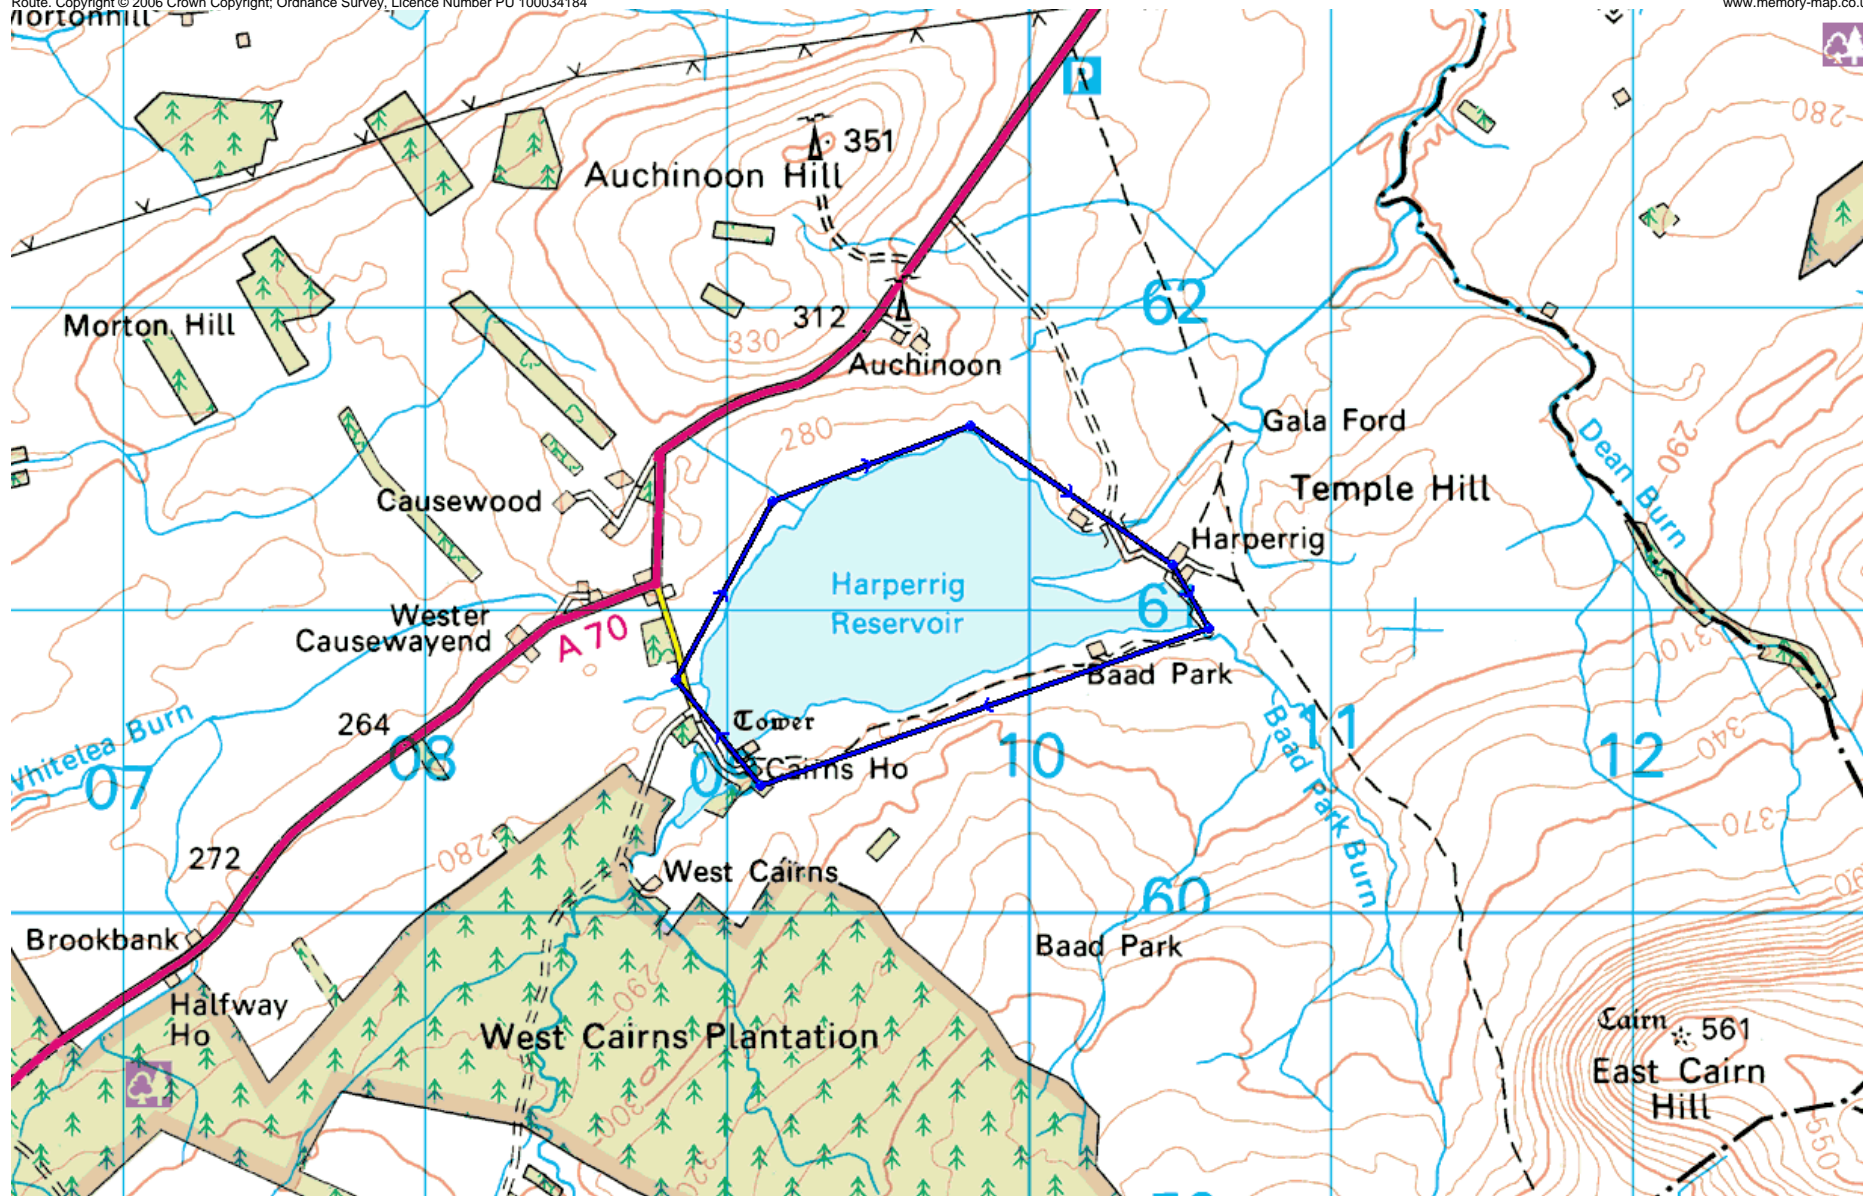 Route. Copyright © 2006 Crown Copyright; Ordnance Survey, Licence Number PU 100034184
www.memory-map.co.u
Mortonhill
P
280
351
Auchinoon Hill
62
312
Morton Hill
330
Auchinoon
280
Gala Ford
Dean Burn
290
Causewood
Temple Hill
Harperrig
Harperrig
Reservoir
Wester
Causewayend
A 70
61
310
Baad Park
264
Tower
Whitelea Burn
07
08
09
Cairns Ho
10
11
12
340
Baad Park Burn
370
280
272
West Cairns
60
Brookbank
Baad Park
290
Halfway
Ho
West Cairns Plantation
Cairn
561
East Cairn
Hill
300
320
550